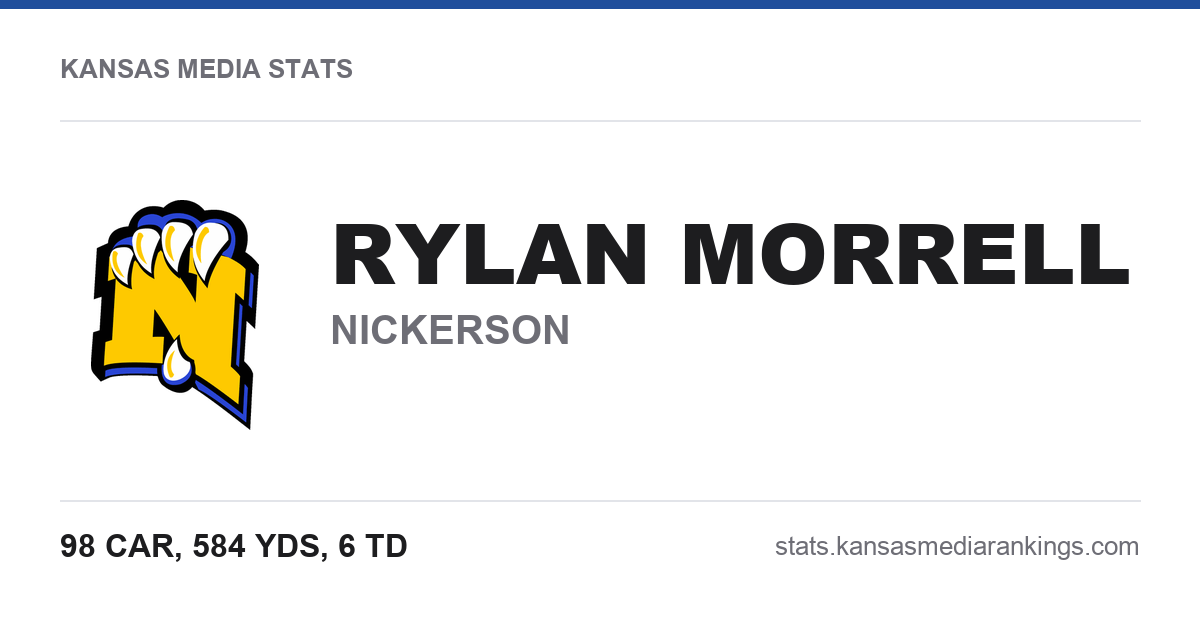 KANSAS MEDIA STATS
N
RYLAN MORRELL
NICKERSON
98 CAR, 584 YDS, 6 TD
stats.kansasmediarankings.com